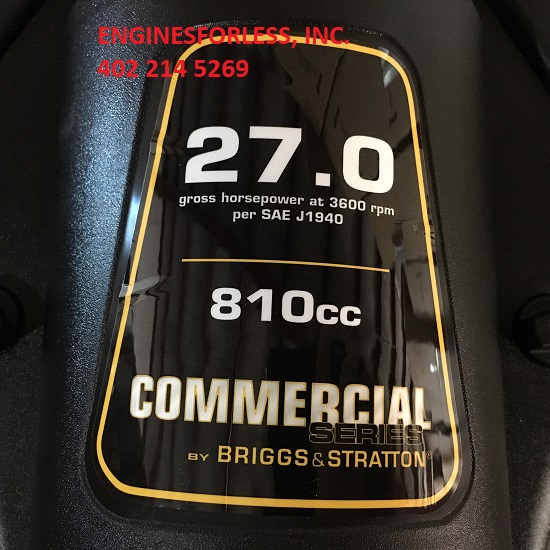 ENGINESFORLESS, INC.
402 214 5269
27.0
gross horsepower at 3600 rpm
per SAE J1940
810cc
COMMERCIAL
SERIES
BY BRIGGS & STRATTON®